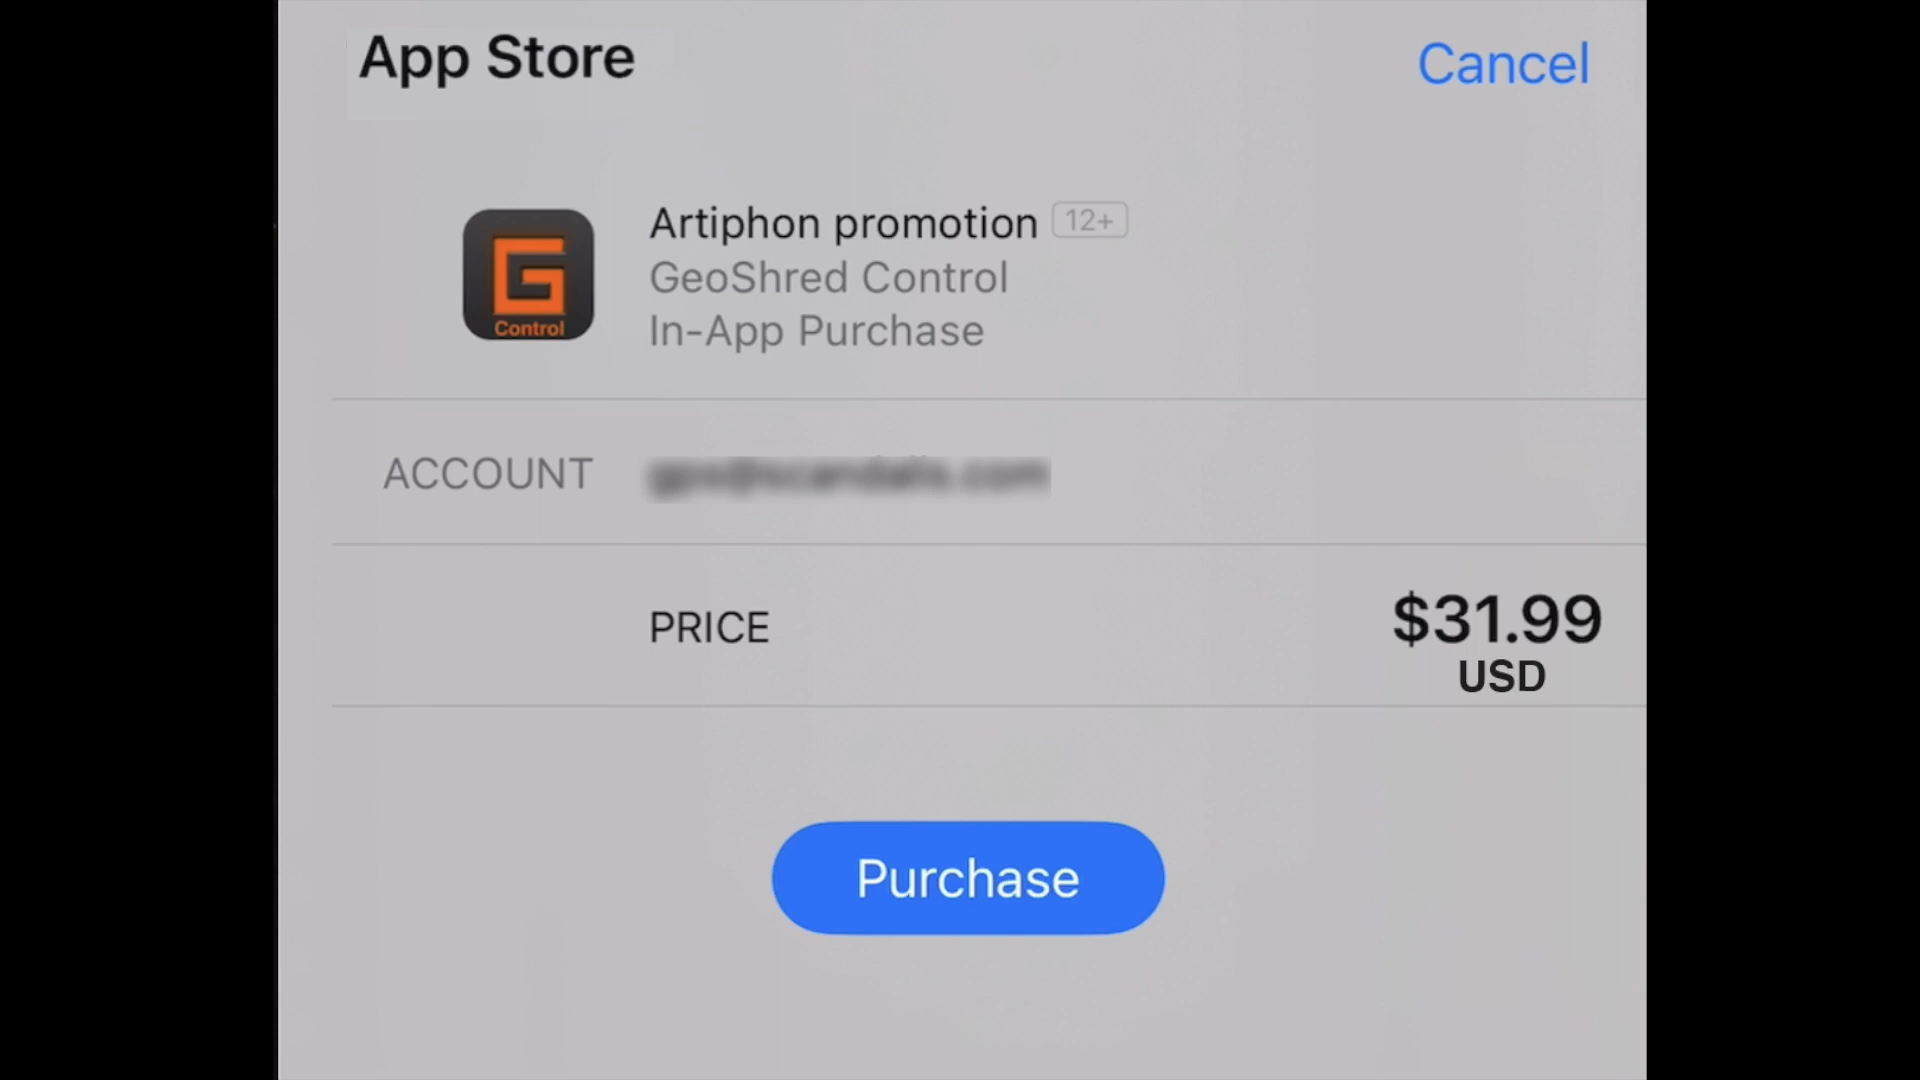 App Store
Cancel
Artiphon promotion 12+
GeoShred Control
In-App Purchase
Control
ACCOUNT
PRICE
$31.99
USD
Purchase